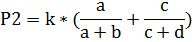 P2 = k * (a/(a + b) + c/(c + d))